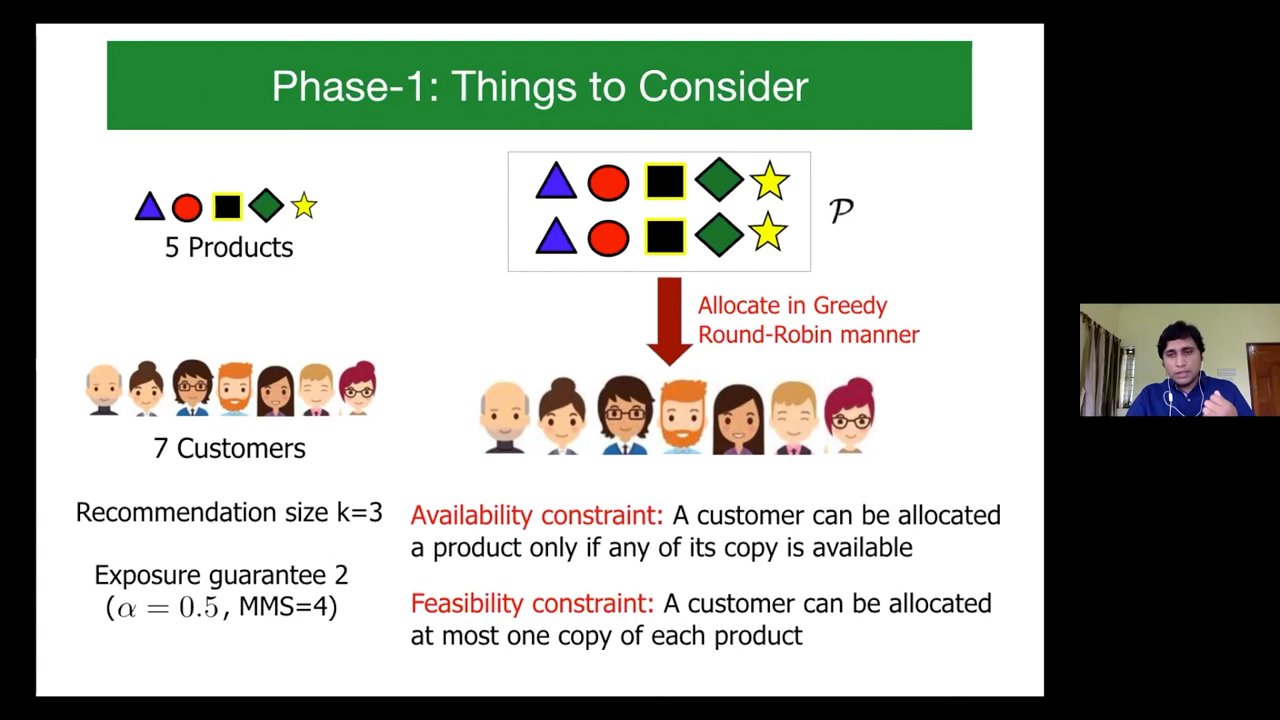 Phase-1: Things to Consider
5 Products
𝒫
Allocate in Greedy
Round-Robin manner
7 Customers
Recommendation size k=3
Exposure guarantee 2
(α = 0.5, MMS=4)
Availability constraint: A customer can be allocated
a product only if any of its copy is available
Feasibility constraint: A customer can be allocated
at most one copy of each product